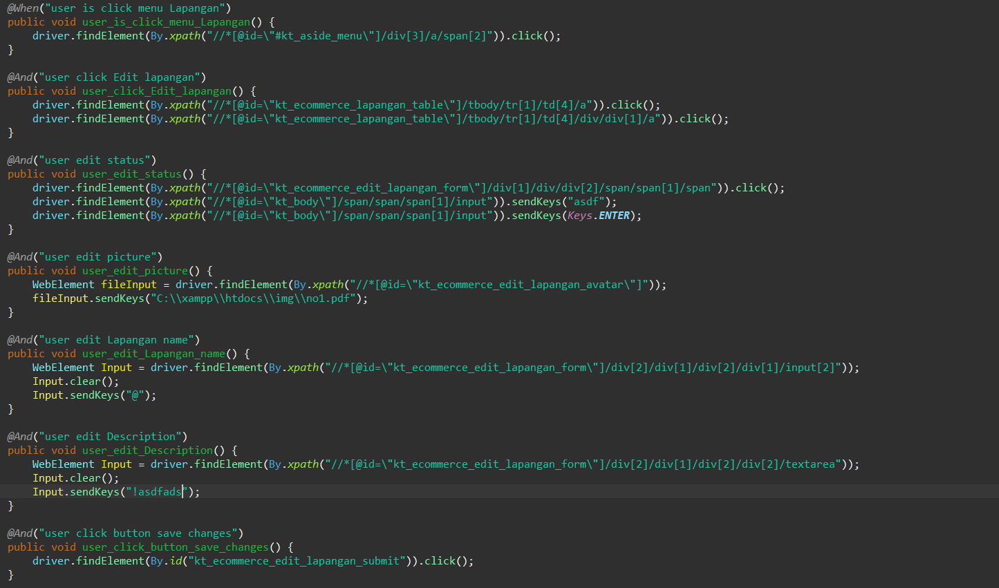 @When("user is click menu Lapangan")
public void user_is_click_menu_Lapangan() {
    driver.findElement(By.xpath("//*[@id=\"#kt_aside_menu\"]/div[3]/a/span[2]")).click();
}

@And("user click Edit lapangan")
public void user_click_Edit_lapangan() {
    driver.findElement(By.xpath("//*[@id=\"kt_ecommerce_lapangan_table\"]/tbody/tr[1]/td[4]/a")).click();
    driver.findElement(By.xpath("//*[@id=\"kt_ecommerce_lapangan_table\"]/tbody/tr[1]/td[4]/div/div[1]/a")).click();
}

@And("user edit status")
public void user_edit_status() {
    driver.findElement(By.xpath("//*[@id=\"kt_ecommerce_edit_lapangan_form\"]/div[1]/div/div[2]/span/span[1]/span")).click();
    driver.findElement(By.xpath("//*[@id=\"kt_body\"]/span/span/span[1]/input")).sendKeys("asdf");
    driver.findElement(By.xpath("//*[@id=\"kt_body\"]/span/span/span[1]/input")).sendKeys(Keys.ENTER);
}

@And("user edit picture")
public void user_edit_picture() {
    WebElement fileInput = driver.findElement(By.xpath("//*[@id=\"kt_ecommerce_edit_lapangan_avatar\"]"));
    fileInput.sendKeys("C:\\xampp\\htdocs\\img\\no1.pdf");
}

@And("user edit Lapangan name")
public void user_edit_Lapangan_name() {
    WebElement Input = driver.findElement(By.xpath("//*[@id=\"kt_ecommerce_edit_lapangan_form\"]/div[2]/div[1]/div[2]/div[1]/input[2]"));
    Input.clear();
    Input.sendKeys("@");
}

@And("user edit Description")
public void user_edit_Description() {
    WebElement Input = driver.findElement(By.xpath("//*[@id=\"kt_ecommerce_edit_lapangan_form\"]/div[2]/div[1]/div[2]/div[2]/textarea"));
    Input.clear();
    Input.sendKeys("!asdfads");
}

@And("user click button save changes")
public void user_click_button_save_changes() {
    driver.findElement(By.id("kt_ecommerce_edit_lapangan_submit")).click();
}